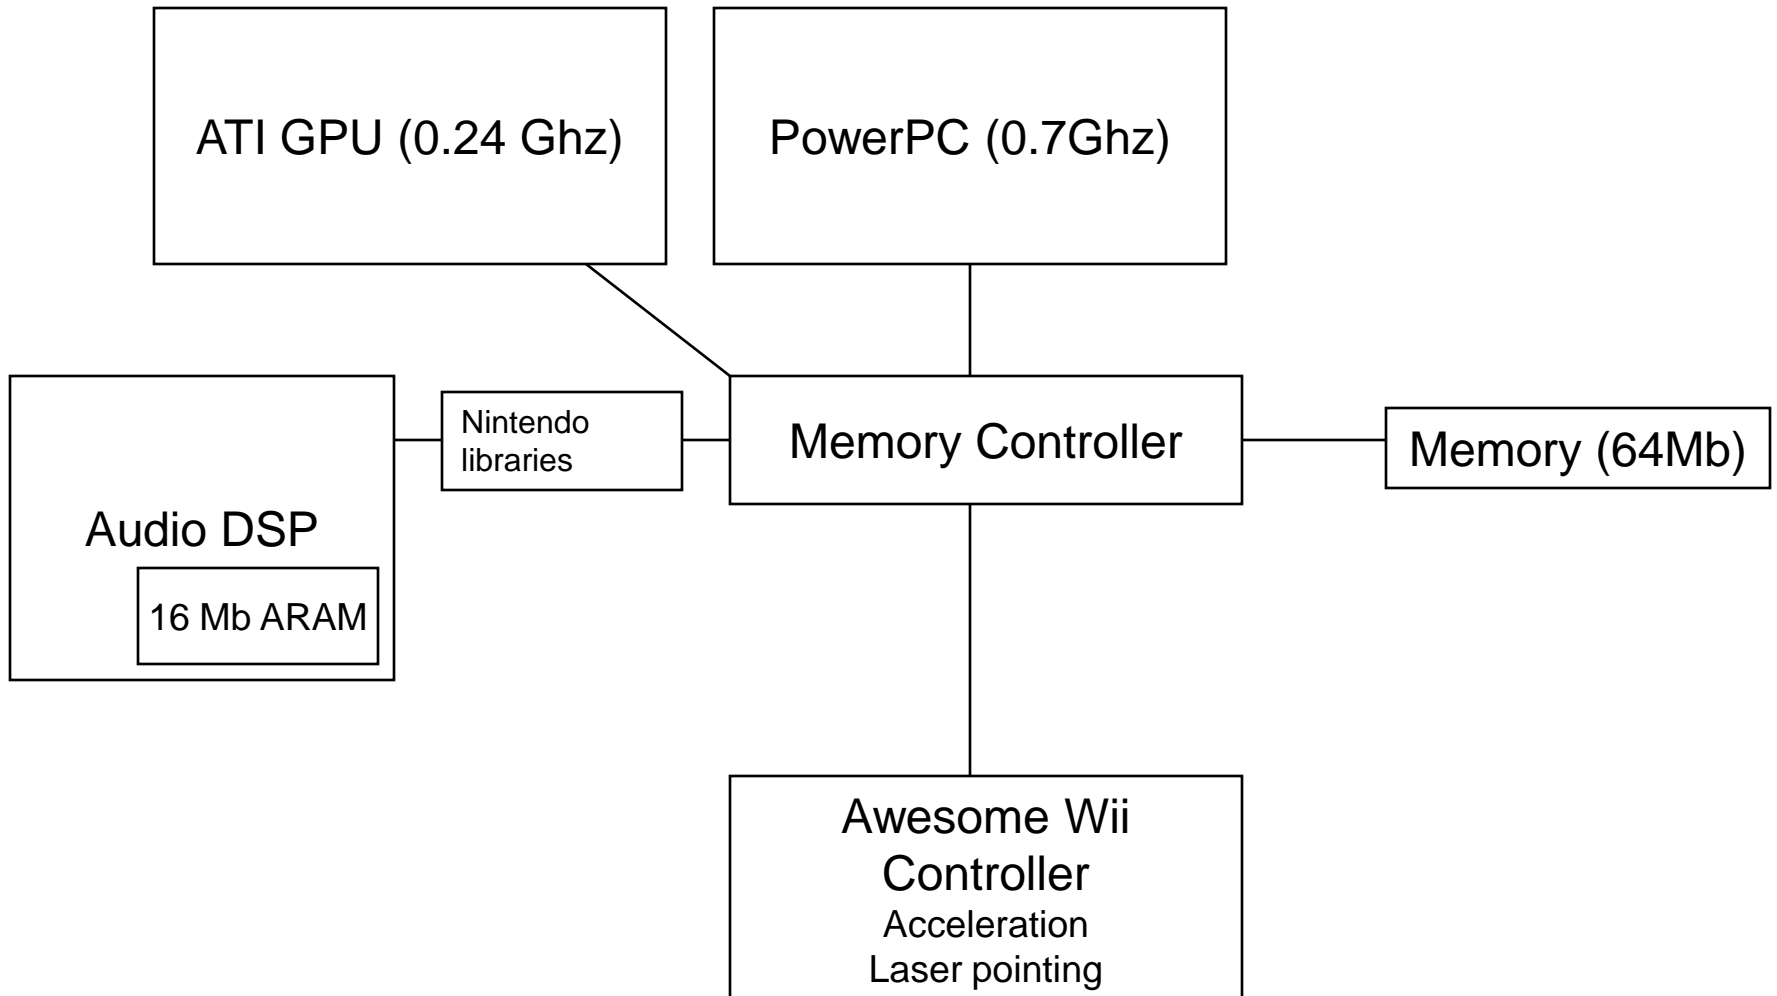 ATI GPU (0.24 Ghz)
PowerPC (0.7Ghz)
Nintendo
libraries
Memory Controller
Memory (64Mb)
Audio DSP
16 Mb ARAM
Awesome Wii
Controller
Acceleration
Laser pointing